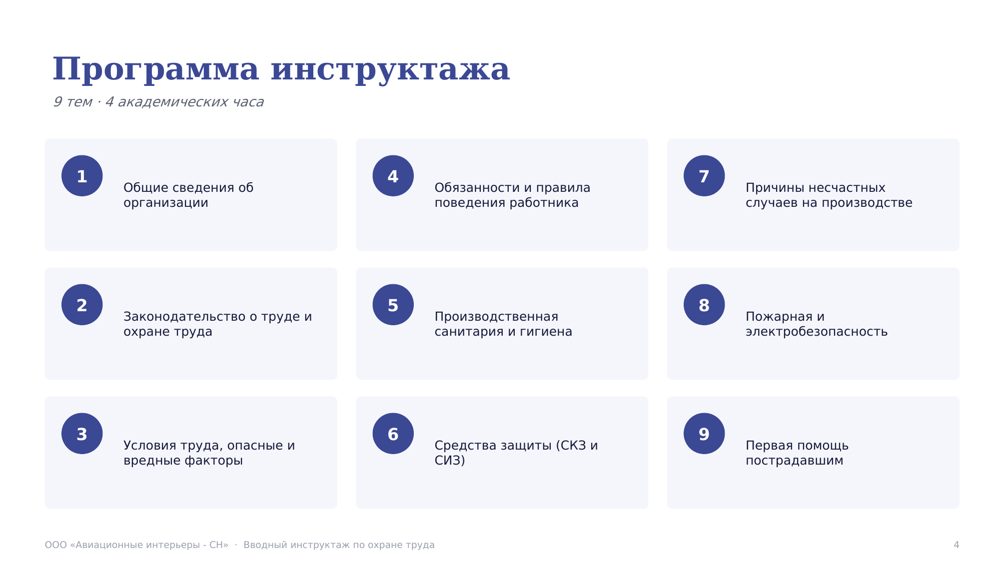 Программа инструктажа
9 тем · 4 академических часа
1
Общие сведения об
организации
2
Законодательство о труде и
охране труда
3
Условия труда, опасные и
вредные факторы
4
Обязанности и правила
поведения работника
5
Производственная
санитария и гигиена
6
Средства защиты (СКЗ и
СИЗ)
7
Причины несчастных
случаев на производстве
8
Пожарная и
электробезопасность
9
Первая помощь
пострадавшим
ООО «Авиационные интерьеры - СН» · Вводный инструктаж по охране труда
4